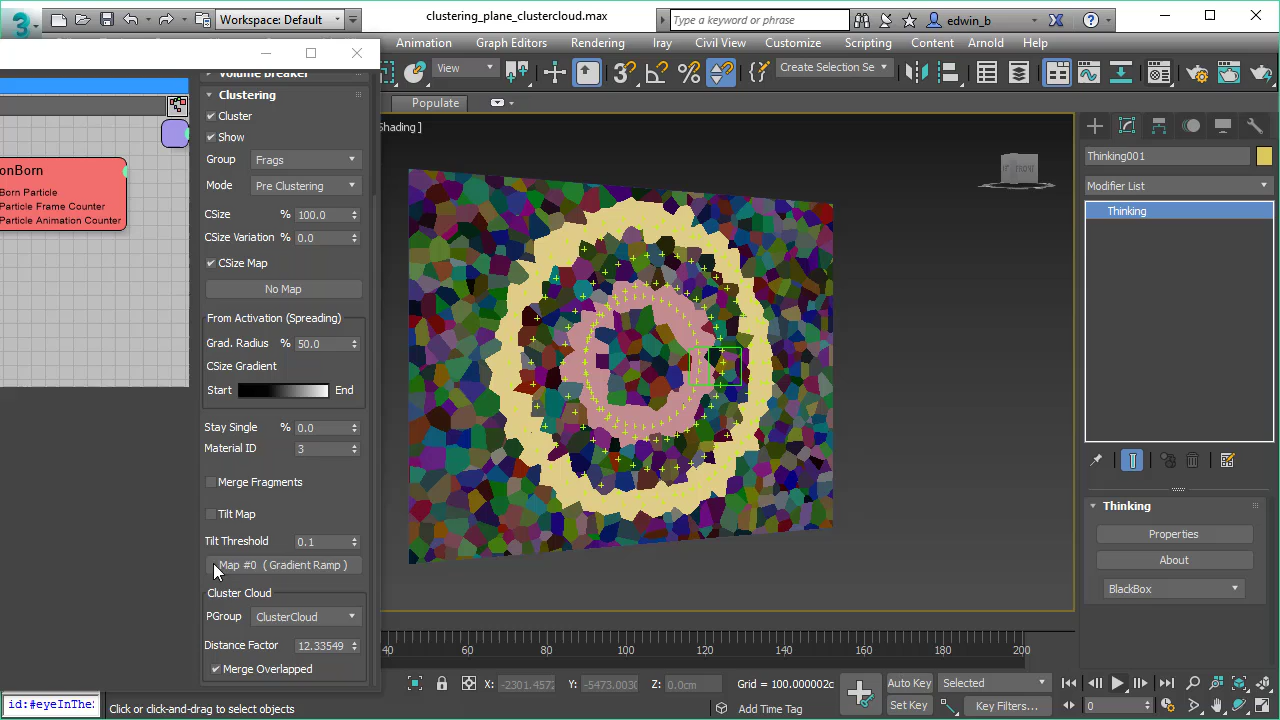 3
Workspace: Default
clustering_plane_clustercloud.max
Type a keyword or phrase
edwin_b
Animation
Graph Editors
Rendering
Iray
Civil View
Customize
Scripting
Content
Arnold
Help
View
3
Create Selection Se
Populate
Volume breaker
Clustering
Cluster
Show
Group
Frags
Mode
Pre Clustering
CSize % 100.0
CSize Variation % 0.0
CSize Map
No Map
From Activation (Spreading)
Grad. Radius % 50.0
CSize Gradient
Start
End
Stay Single % 0.0
Material ID 3
Merge Fragments
Tilt Map
Tilt Threshold 0.1
Map #0 ( Gradient Ramp )
Cluster Cloud
PGroup ClusterCloud
Distance Factor 12.33549
Merge Overlapped
onBorn
Born Particle
Particle Frame Counter
Particle Animation Counter
Shading ]
FRONT
Thinking001
Modifier List
Thinking
Thinking
Properties
About
BlackBox
40 60 80 100 120 140 160 180 200
X: -2301.457
Y: -5473.003
Z: 0.0cm
Grid = 100.000002c
Auto Key
Selected
Set Key
Key Filters...
0
id:#eyeInThe
Click or click-and-drag to select objects
Add Time Tag